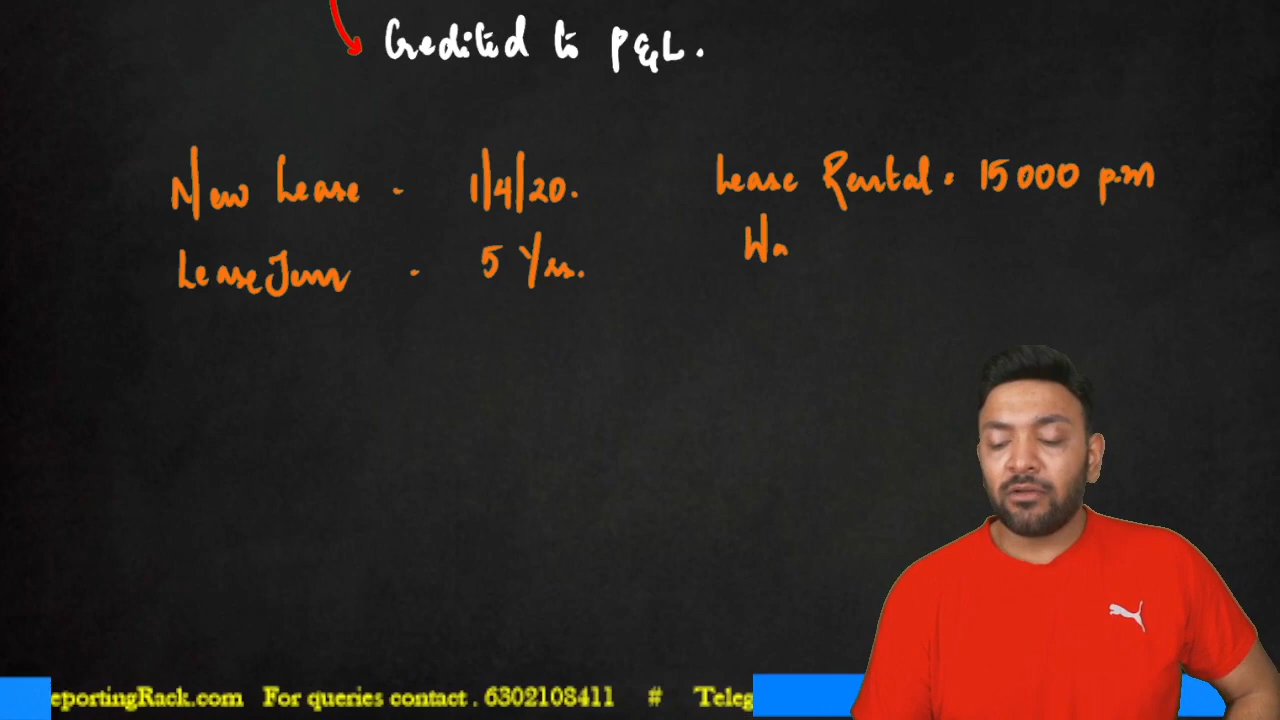 Credited to P&L.
New Lease - 1/4/20.
Lease Term - 5 Yrs.
Lease Rental = 15000 p.m
Wa
eportingRack.com For queries contact . 6302108411 # Teleg